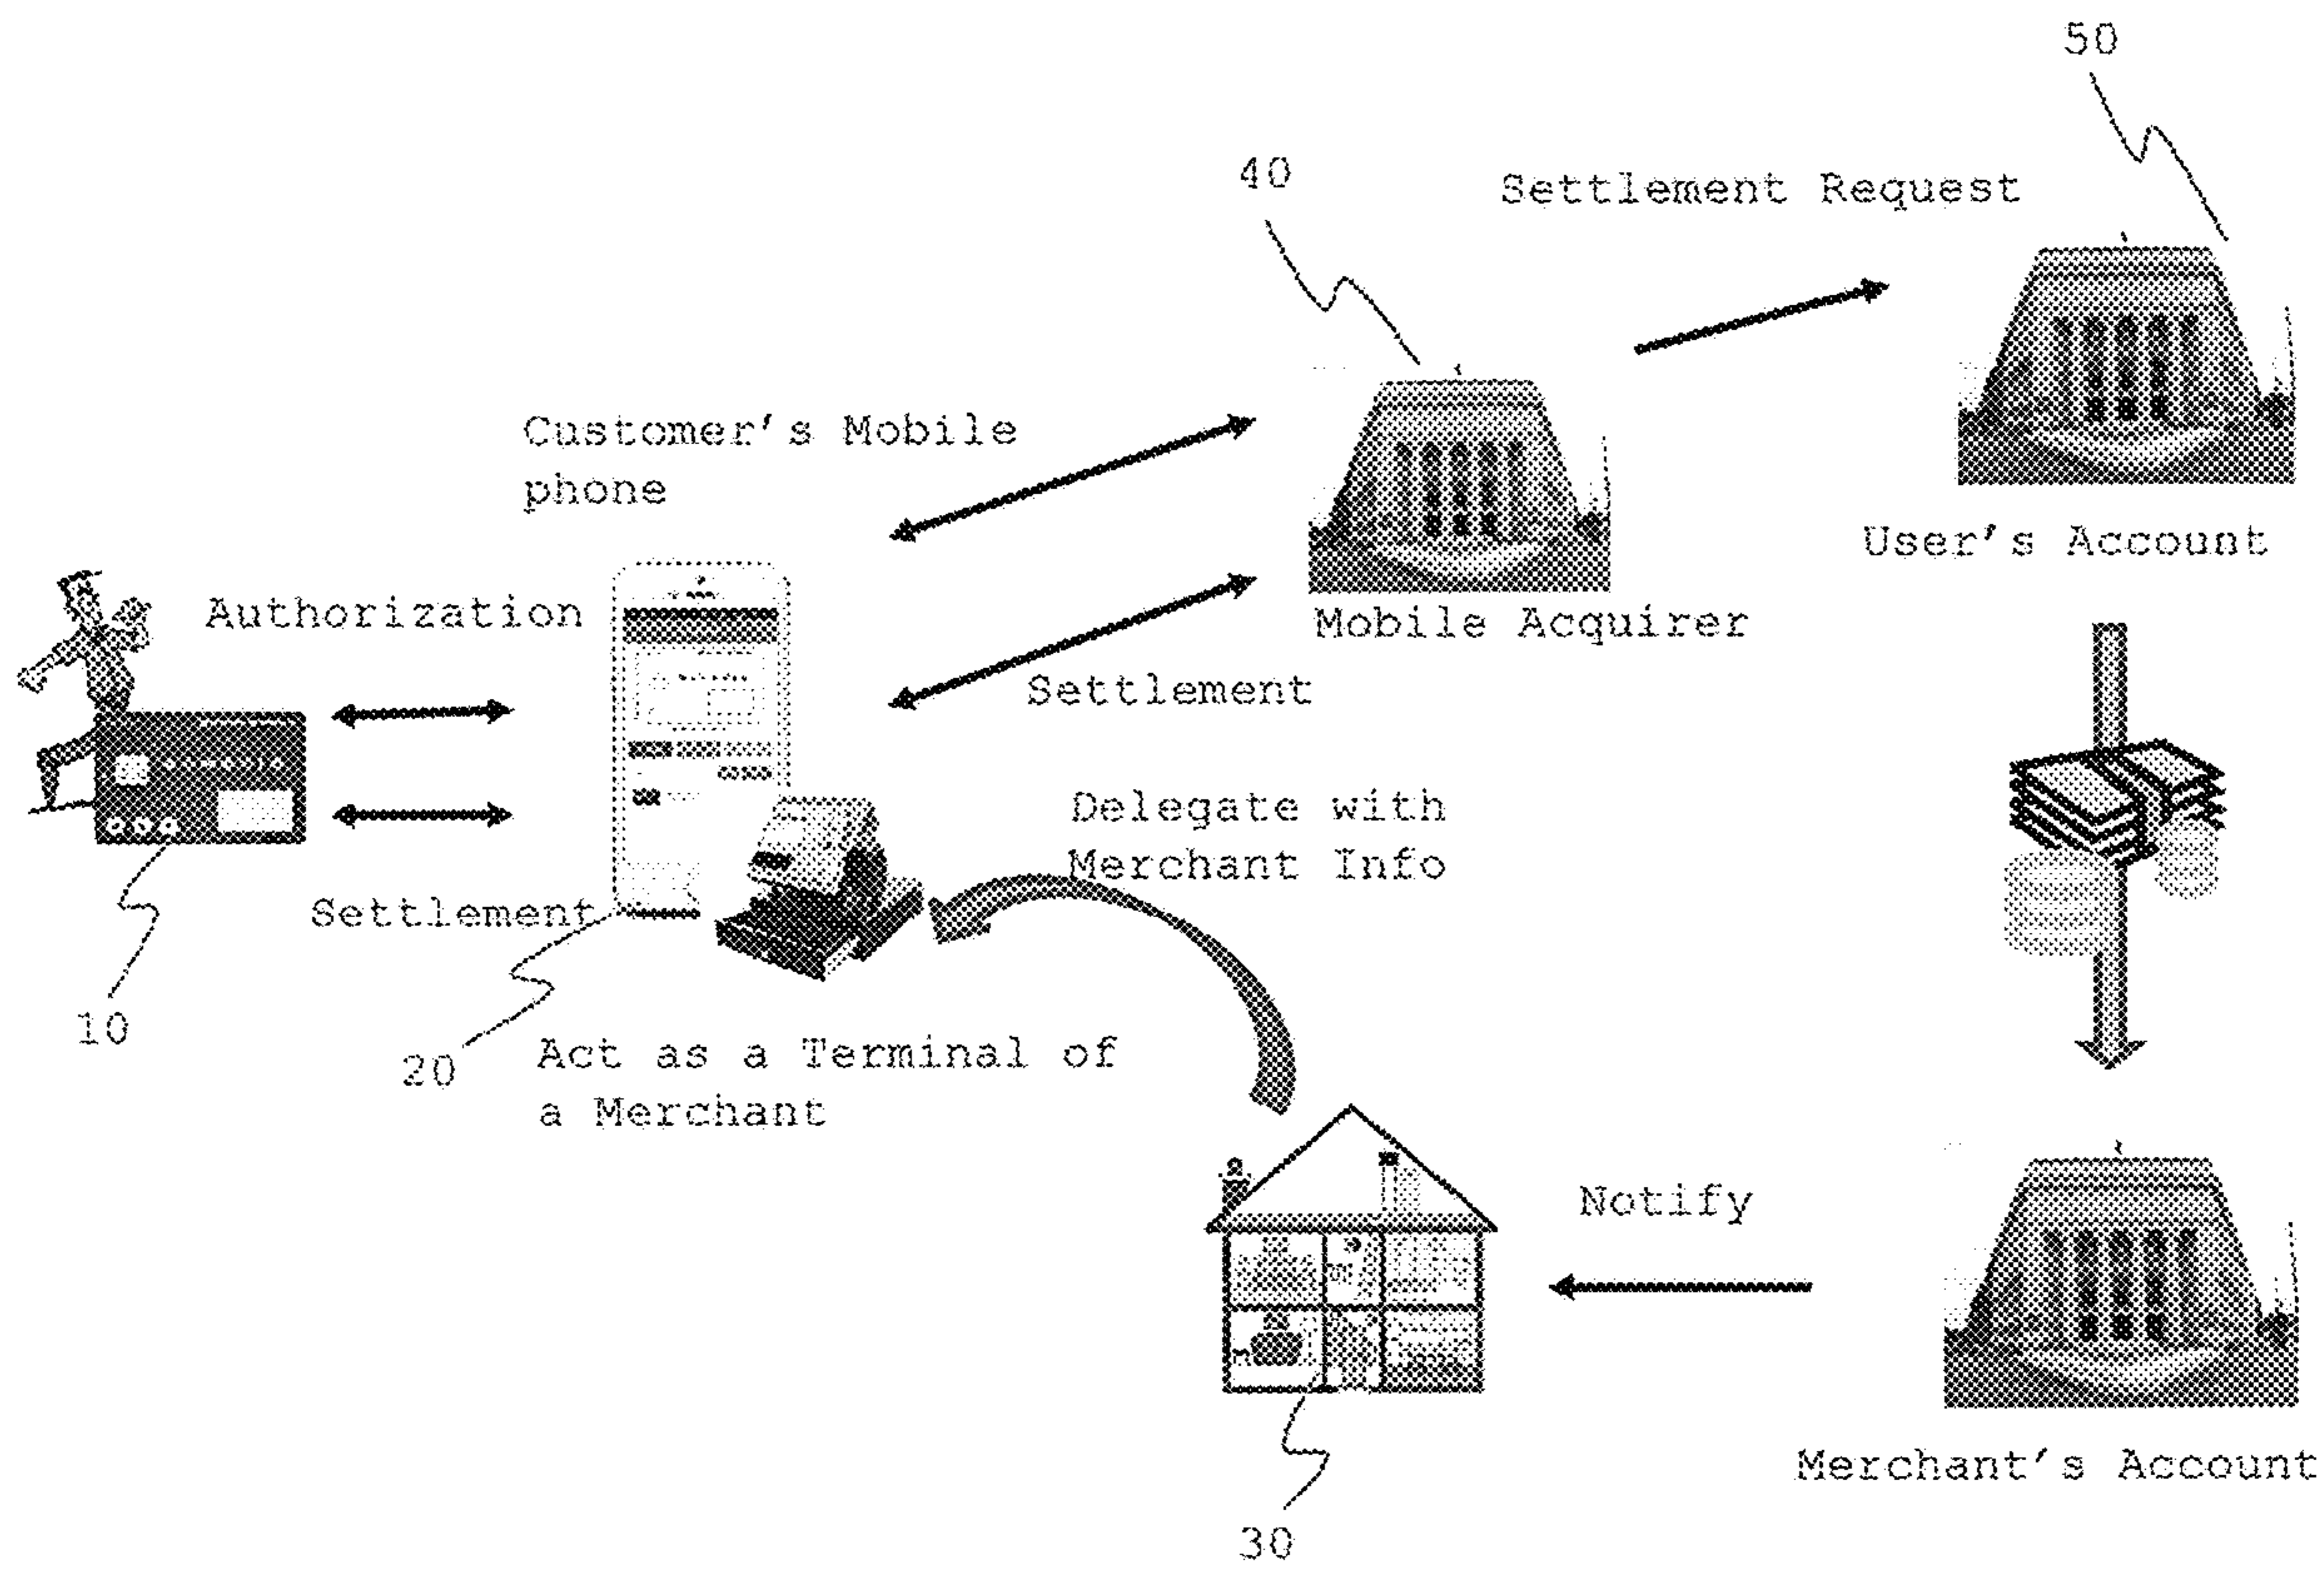 50
40
Settlement Request
Customer's Mobile
phone
User's Account
Authorization
Mobile Acquirer
Settlement
Delegate with
Merchant Info
Settlement
10
20
Act as a Terminal of
a Merchant
Notify
Merchant's Account
30